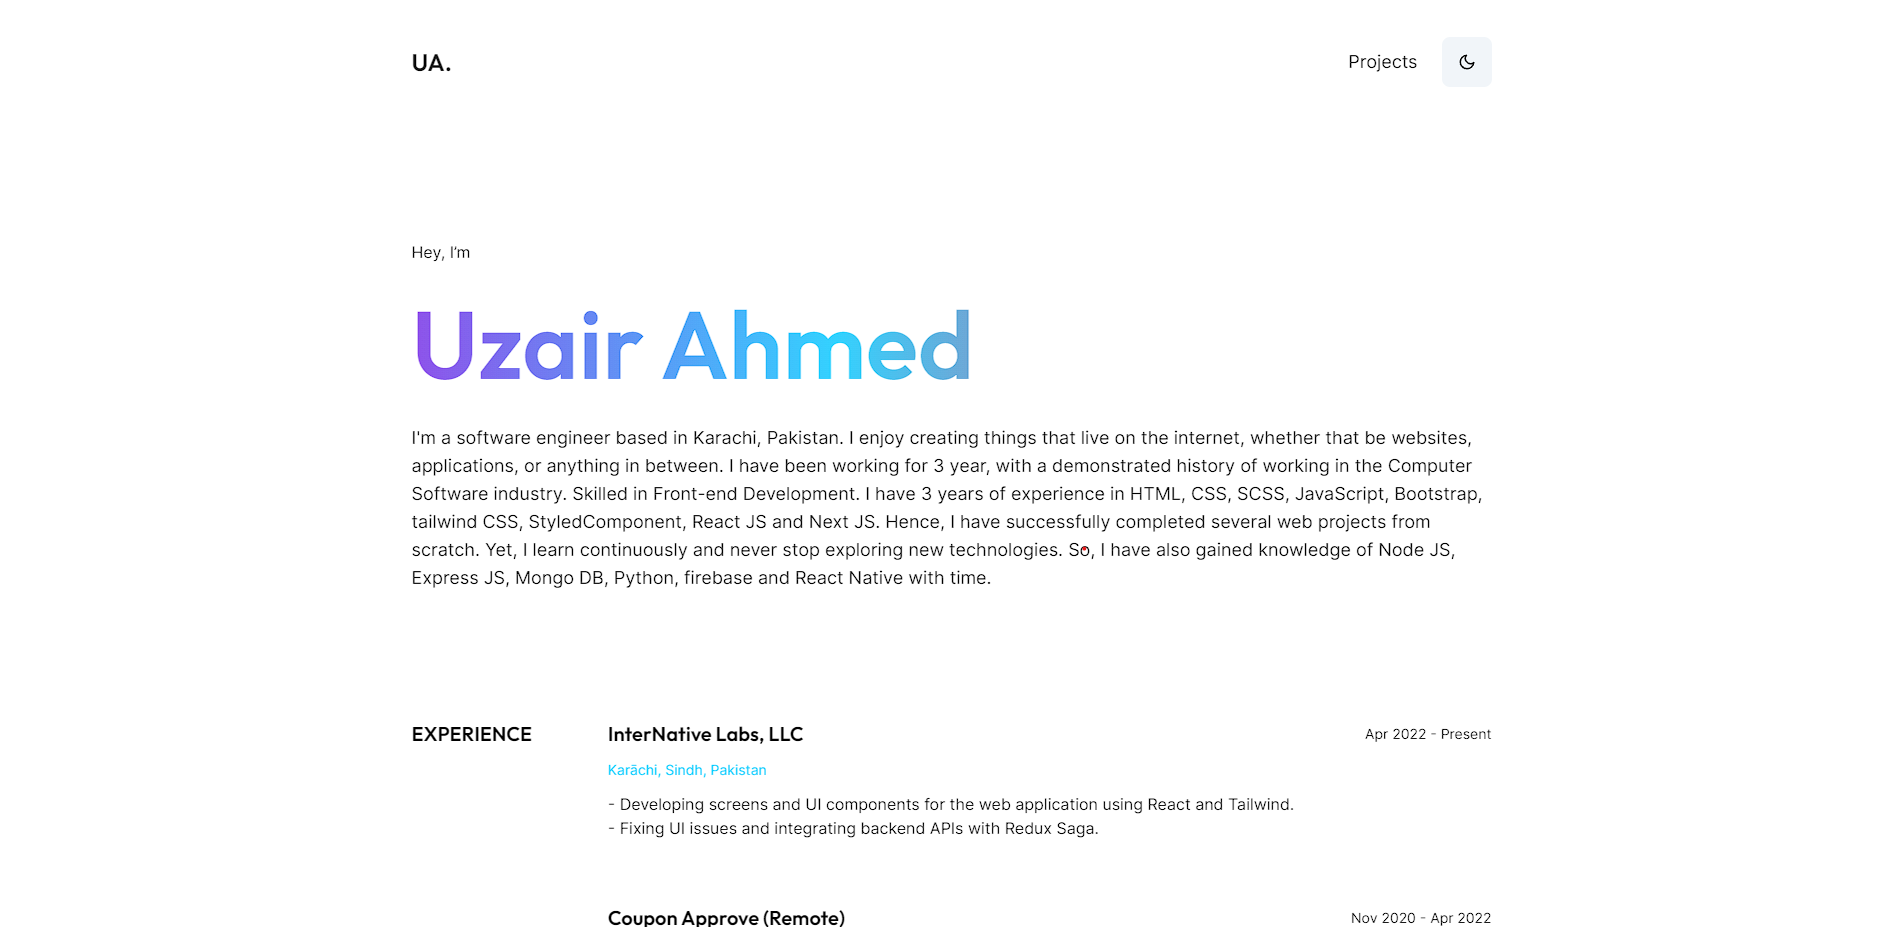 UA.
Projects
Hey, I'm
Uzair Ahmed
I'm a software engineer based in Karachi, Pakistan. I enjoy creating things that live on the internet, whether that be websites,
applications, or anything in between. I have been working for 3 year, with a demonstrated history of working in the Computer
Software industry. Skilled in Front-end Development. I have 3 years of experience in HTML, CSS, SCSS, JavaScript, Bootstrap,
tailwind CSS, StyledComponent, React JS and Next JS. Hence, I have successfully completed several web projects from
scratch. Yet, I learn continuously and never stop exploring new technologies. So, I have also gained knowledge of Node JS,
Express JS, Mongo DB, Python, firebase and React Native with time.
EXPERIENCE
InterNative Labs, LLC
Apr 2022 - Present
Karāchi, Sindh, Pakistan
- Developing screens and UI components for the web application using React and Tailwind.
- Fixing UI issues and integrating backend APIs with Redux Saga.
Coupon Approve (Remote)
Nov 2020 - Apr 2022